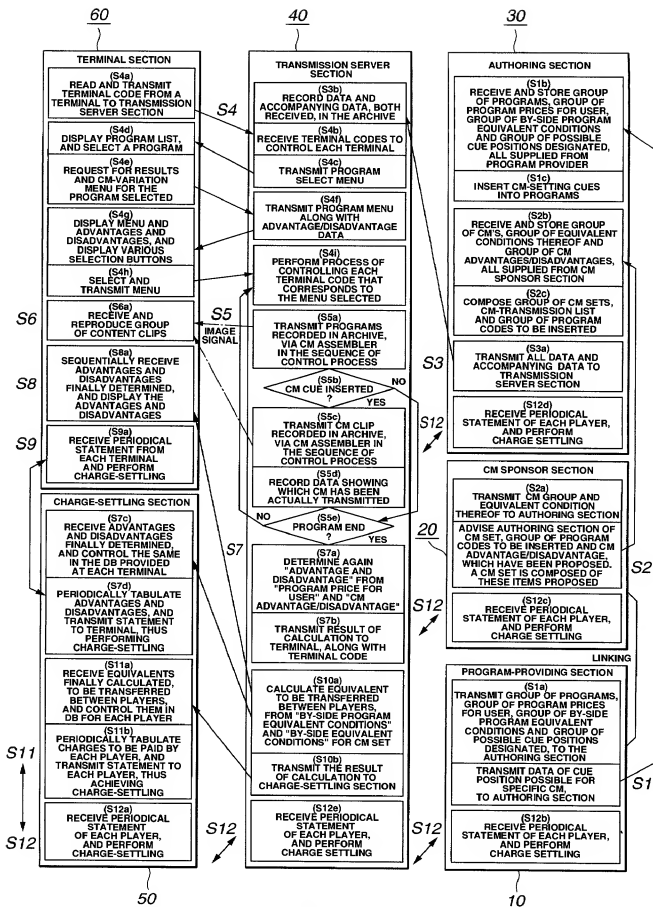 60
TERMINAL SECTION
(S4a)
READ AND TRANSMIT
TERMINAL CODE FROM A
TERMINAL TO TRANSMISSION
SERVER SECTION
(S4d)
DISPLAY PROGRAM LIST,
AND SELECT A PROGRAM
(S4e)
REQUEST FOR RESULTS
AND CM-VARIATION
MENU FOR THE
PROGRAM SELECTED
(S4g)
DISPLAY MENU AND
ADVANTAGES AND
DISADVANTAGES, AND
DISPLAY VARIOUS
SELECTION BUTTONS
(S4h)
SELECT AND
TRANSMIT MENU
(S6a)
RECEIVE AND
REPRODUCE GROUP
OF CONTENT CLIPS
(S8a)
SEQUENTIALLY RECEIVE
ADVANTAGES AND
DISADVANTAGES
FINALLY DETERMINED,
AND DISPLAY THE
ADVANTAGES AND
DISADVANTAGES
(S9a)
RECEIVE PERIODICAL
STATEMENT FROM
EACH TERMINAL
AND PERFORM
CHARGE-SETTLING
S6
S8
S9
CHARGE-SETTLING SECTION
(S7c)
RECEIVE ADVANTAGES
AND DISADVANTAGES
FINALLY DETERMINED,
AND CONTROL THE SAME
IN THE DB PROVIDED
AT EACH TERMINAL
(S7d)
PERIODICALLY TABULATE
ADVANTAGES AND
DISADVANTAGES, AND
TRANSMIT STATEMENT
TO TERMINAL, THUS
PERFORMING
CHARGE-SETTLING
(S11a)
RECEIVE EQUIVALENTS
FINALLY CALCULATED,
TO BE TRANSFERRED
BETWEEN PLAYERS,
AND CONTROL THEM IN
DB FOR EACH PLAYER
(S11b)
PERIODICALLY TABULATE
CHARGES TO BE PAID BY
EACH PLAYER, AND
TRANSMIT STATEMENT TO
EACH PLAYER, THUS
ACHIEVING
CHARGE-SETTLING
(S12a)
RECEIVE PERIODICAL
STATEMENT
OF EACH PLAYER,
AND PERFORM
CHARGE-SETTLING
S11
S12
50
40
TRANSMISSION SERVER
SECTION
(S3b)
RECORD DATA AND
ACCOMPANYING DATA, BOTH
RECEIVED, IN THE ARCHIVE
(S4b)
RECEIVE TERMINAL CODES TO
CONTROL EACH TERMINAL
(S4c)
TRANSMIT PROGRAM
SELECT MENU
(S4f)
TRANSMIT PROGRAM MENU
ALONG WITH
ADVANTAGE/DISADVANTAGE
DATA
(S4i)
PERFORM PROCESS OF
CONTROLLING EACH
TERMINAL CODE THAT
CORRESPONDS TO
THE MENU SELECTED
(S5a)
TRANSMIT PROGRAMS
RECORDED IN ARCHIVE,
VIA CM ASSEMBLER
IN THE SEQUENCE OF
CONTROL PROCESS
(S5b)
CM CUE INSERTED
?
NO
YES
(S5c)
TRANSMIT CM CLIP
RECORDED IN ARCHIVE,
VIA CM ASSEMBLER IN
THE SEQUENCE OF
CONTROL PROCESS
(S5d)
RECORD DATA SHOWING
WHICH CM HAS BEEN
ACTUALLY TRANSMITTED
NO
(S5e)
PROGRAM END
?
YES
(S7a)
DETERMINE AGAIN
"ADVANTAGE AND
DISADVANTAGE" FROM
"PROGRAM PRICE FOR
USER" AND "CM
ADVANTAGE/DISADVANTAGE"
(S7b)
TRANSMIT RESULT OF
CALCULATION TO
TERMINAL, ALONG WITH
TERMINAL CODE
(S10a)
CALCULATE EQUIVALENT
TO BE TRANSFERRED
BETWEEN PLAYERS,
FROM "BY-SIDE PROGRAM
EQUIVALENT CONDITIONS"
AND "BY-SIDE EQUIVALENT
CONDITIONS" FOR CM SET
(S10b)
TRANSMIT THE RESULT
OF CALCULATION TO
CHARGE-SETTLING SECTION
(S12e)
RECEIVE PERIODICAL
STATEMENT
OF EACH PLAYER,
AND PERFORM
CHARGE SETTLING
S4
S5
IMAGE
SIGNAL
S7
S12
30
AUTHORING SECTION
(S1b)
RECEIVE AND STORE GROUP
OF PROGRAMS, GROUP OF
PROGRAM PRICES FOR USER,
GROUP OF BY-SIDE PROGRAM
EQUIVALENT CONDITIONS
AND GROUP OF POSSIBLE
CUE POSITIONS DESIGNATED,
ALL SUPPLIED FROM
PROGRAM PROVIDER
(S1c)
INSERT CM-SETTING CUES
INTO PROGRAMS
(S2b)
RECEIVE AND STORE GROUP
OF CM'S, GROUP OF EQUIVALENT
CONDITIONS THEREOF AND
GROUP OF CM
ADVANTAGES/DISADVANTAGES,
ALL SUPPLIED FROM CM
SPONSOR SECTION
(S2c)
COMPOSE GROUP OF CM SETS,
CM-TRANSMISSION LIST
AND GROUP OF PROGRAM
CODES TO BE INSERTED
(S3a)
TRANSMIT ALL DATA AND
ACCOMPANYING DATA TO
TRANSMISSION
SERVER SECTION
(S12d)
RECEIVE PERIODICAL
STATEMENT OF EACH PLAYER,
AND PERFORM
CHARGE SETTLING
S3
S12
CM SPONSOR SECTION
(S2a)
TRANSMIT CM GROUP AND
EQUIVALENT CONDITION
THEREOF TO AUTHORING SECTION
ADVISE AUTHORING SECTION OF
CM SET, GROUP OF PROGRAM
CODES TO BE INSERTED AND CM
ADVANTAGE/DISADVANTAGE,
WHICH HAVE BEEN PROPOSED.
A CM SET IS COMPOSED OF
THESE ITEMS PROPOSED
(S12c)
RECEIVE PERIODICAL
STATEMENT OF EACH PLAYER,
AND PERFORM
CHARGE SETTLING
20
S2
S12
LINKING
PROGRAM-PROVIDING SECTION
(S1a)
TRANSMIT GROUP OF PROGRAMS,
GROUP OF PROGRAM PRICES
FOR USER, GROUP OF BY-SIDE
PROGRAM EQUIVALENT
CONDITIONS AND GROUP OF
POSSIBLE CUE POSITIONS
DESIGNATED, TO THE
AUTHORING SECTION
TRANSMIT DATA OF CUE
POSITION POSSIBLE FOR
SPECIFIC CM,
TO AUTHORING SECTION
(S12b)
RECEIVE PERIODICAL
STATEMENT OF EACH PLAYER,
AND PERFORM
CHARGE SETTLING
S1
S12
10